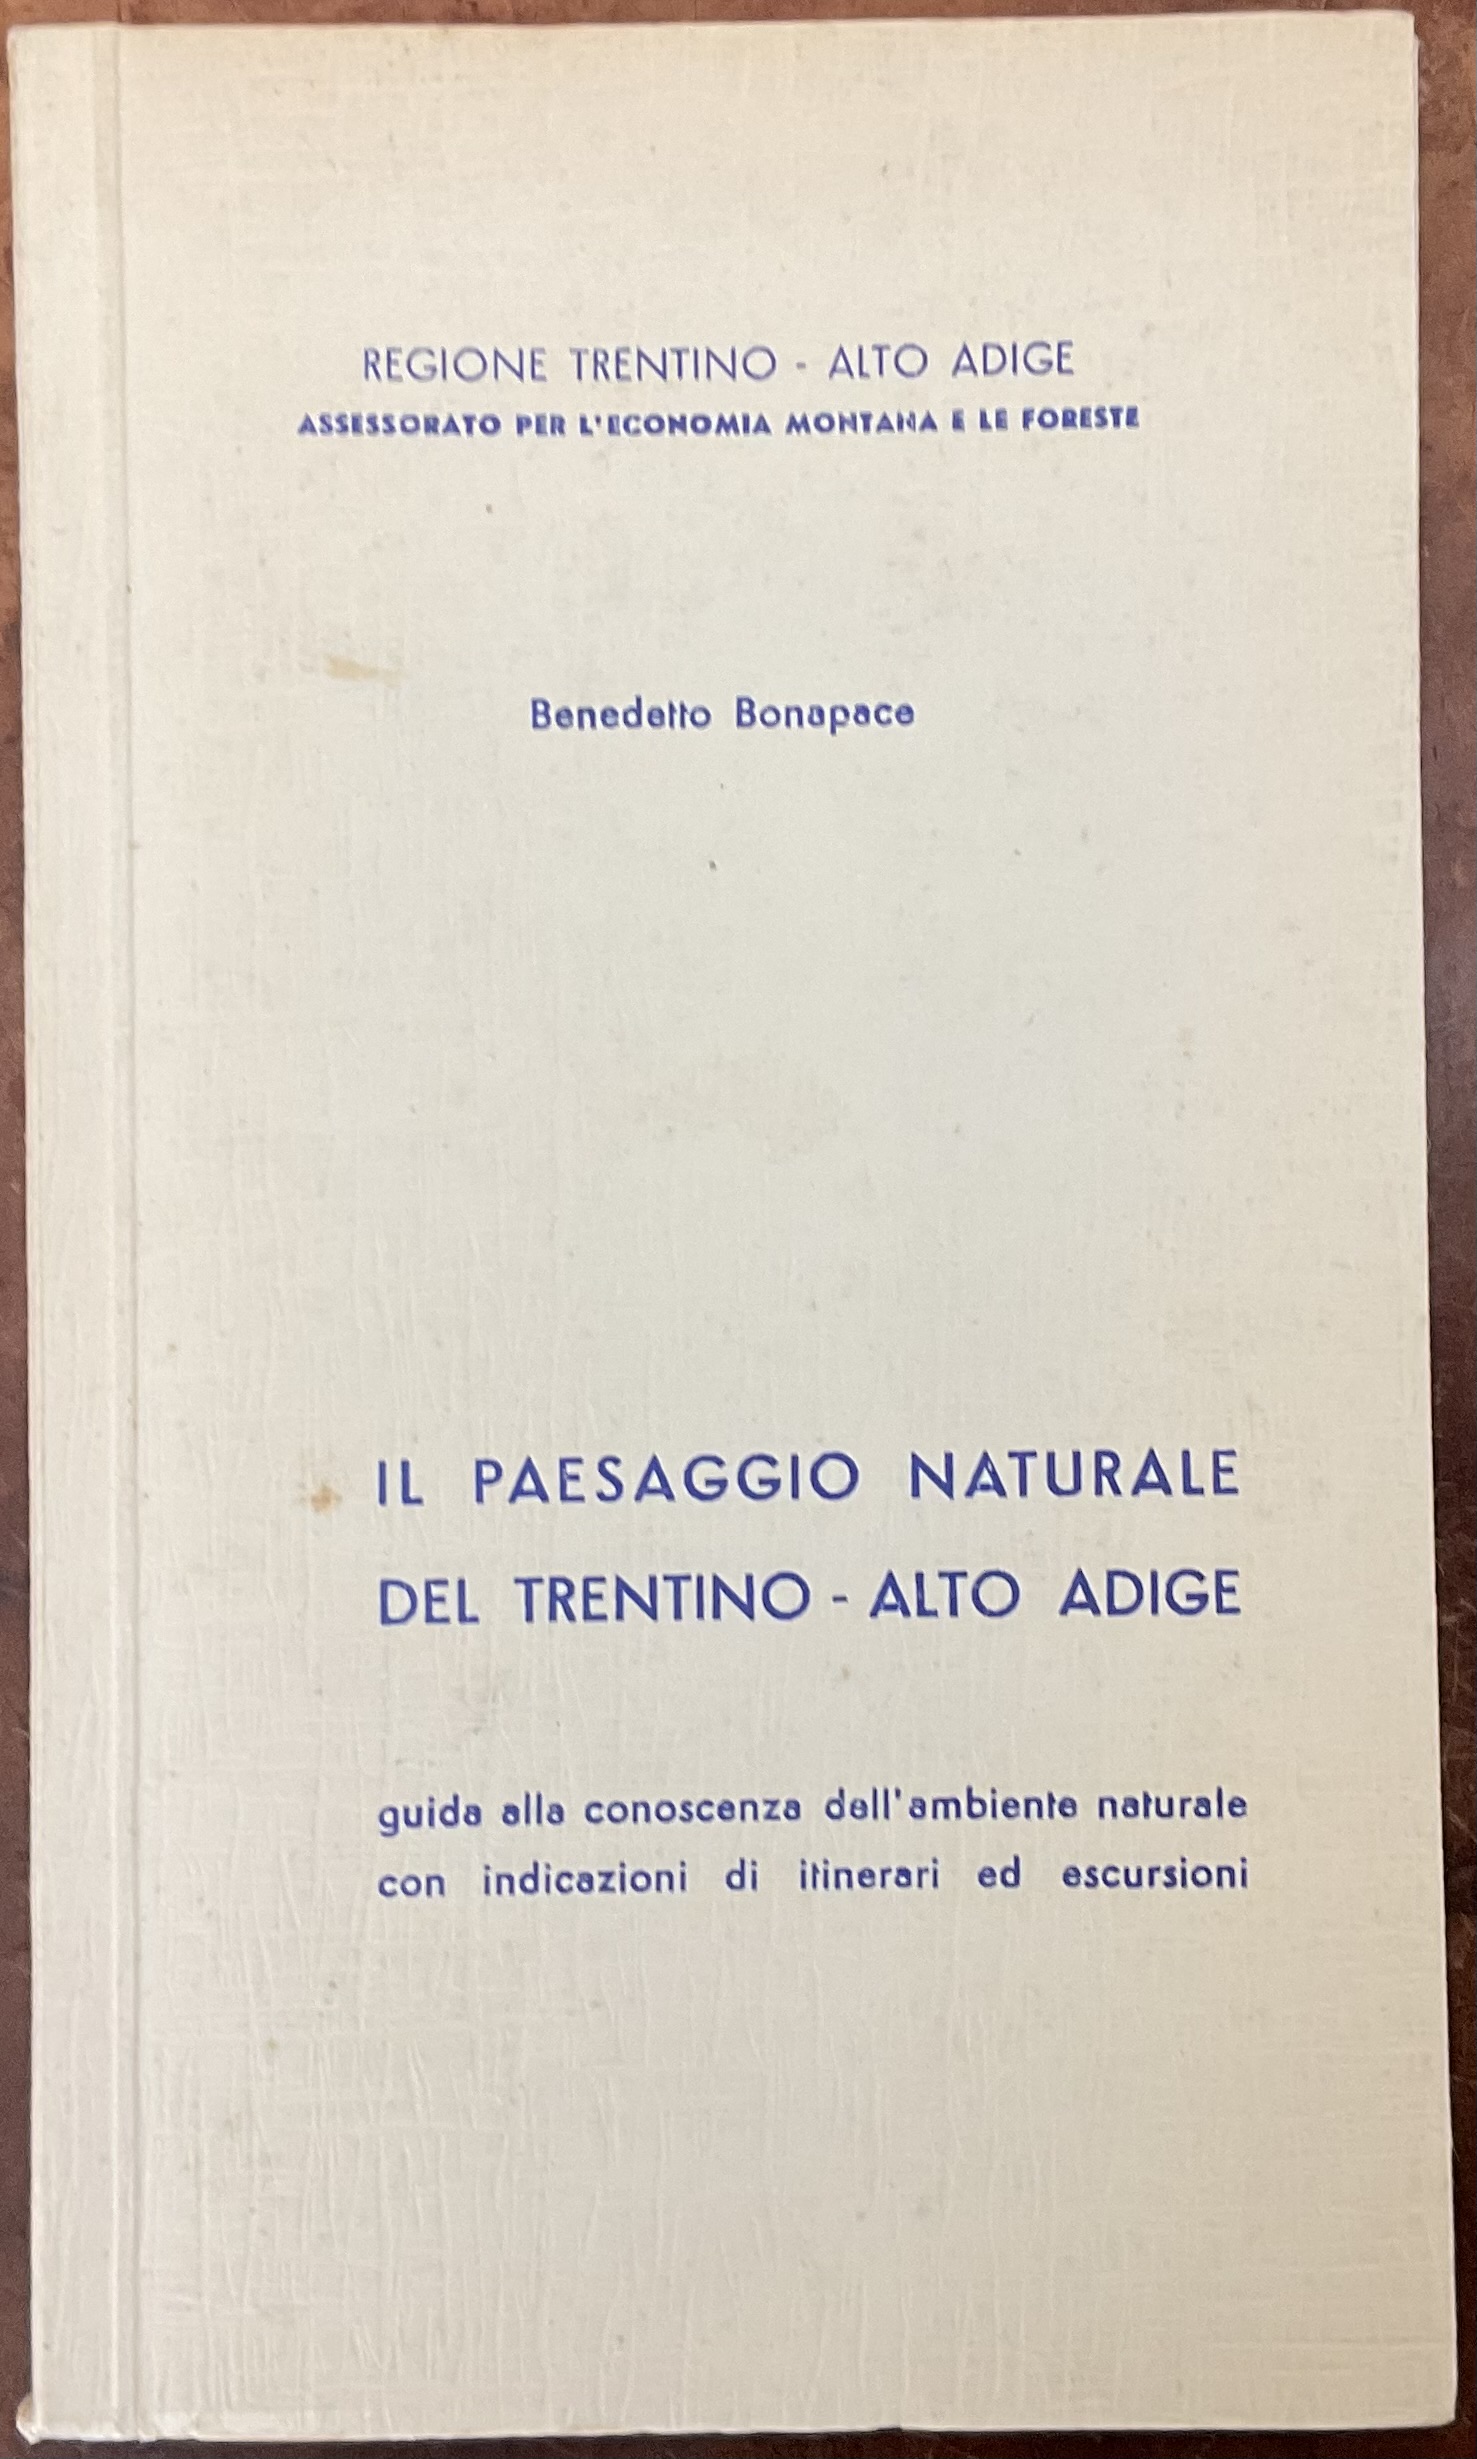 REGIONE TRENTINO - ALTO ADIGE
ASSESSORATO PER L'ECONOMIA MONTANA E LE FORESTE
Benedetto Bonapace
IL PAESAGGIO NATURALE
DEL TRENTINO - ALTO ADIGE
guida alla conoscenza dell'ambiente naturale
con indicazioni di itinerari ed escursioni